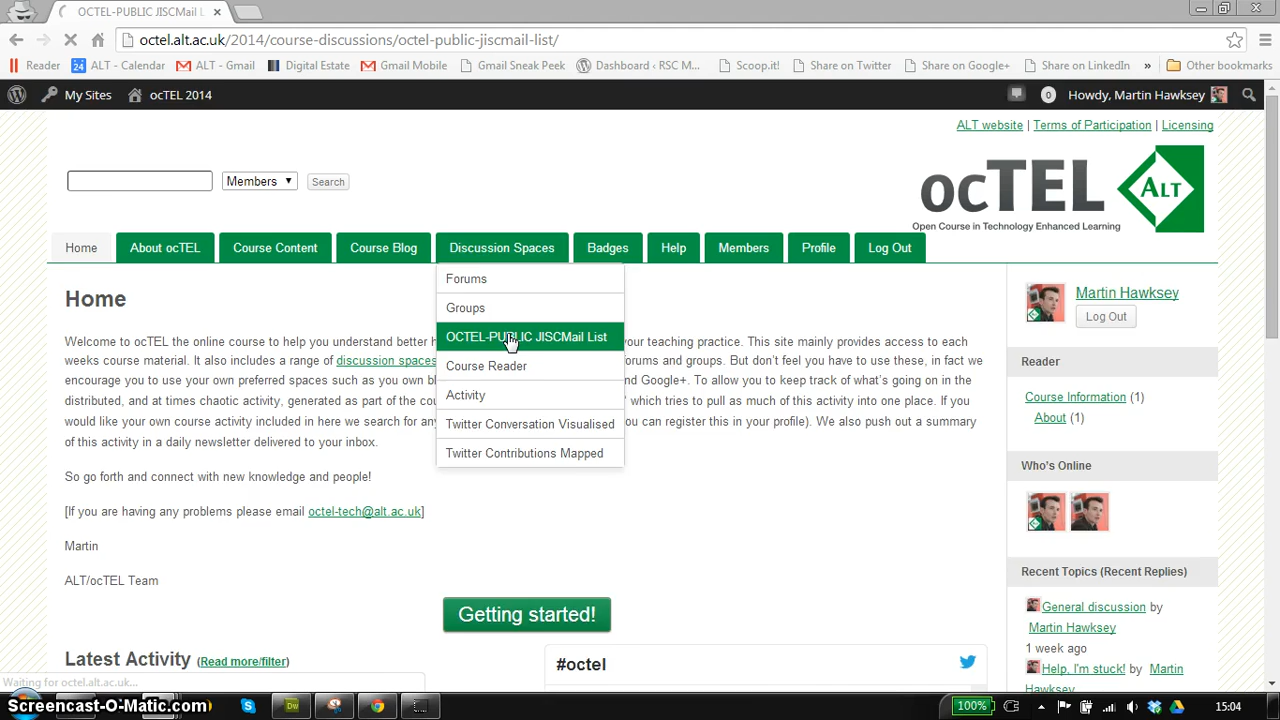 OCTEL-PUBLIC JISCMail L
octel.alt.ac.uk/2014/course-discussions/octel-public-jiscmail-list/
Reader ALT - Calendar ALT - Gmail Digital Estate Gmail Mobile Gmail Sneak Peek Dashboard ‹ RSC M... Scoop.It Share on Twitter Share on Google+ Share on LinkedIn » Other bookmarks
My Sites ocTEL 2014 0 Howdy, Martin Hawksey
ALT website | Terms of Participation | Licensing
Members ▼ Search
ocTEL ALT
Open Course in Technology Enhanced Learning
Home About ocTEL Course Content Course Blog Discussion Spaces Badges Help Members Profile Log Out
Forums
Groups
OCTEL-PUBLIC JISCMail List
Course Reader
Activity
Twitter Conversation Visualised
Twitter Contributions Mapped
Home
Welcome to ocTEL the online course to help you understand better h our teaching practice. This site mainly provides access to each
weeks course material. It also includes a range of discussion spaces forums and groups. But don't feel you have to use these, in fact we
encourage you to use your own preferred spaces such as you own bl and Google+. To allow you to keep track of what's going on in the
distributed, and at times chaotic activity, generated as part of the cou ' which tries to pull as much of this activity into one place. If you
would like your own course activity included in here we search for any ou can register this in your profile). We also push out a summary
of this activity in a daily newsletter delivered to your inbox.
So go forth and connect with new knowledge and people!
[If you are having any problems please email octel-tech@alt.ac.uk]
Martin
ALT/ocTEL Team
Getting started!
Latest Activity (Read more/filter)
#octel
Martin Hawksey
Log Out
Reader
Course Information (1)
About (1)
Who's Online
Recent Topics (Recent Replies)
General discussion by
Martin Hawksey
1 week ago
Help, I'm stuck! by Martin
Hawksey
Waiting for octel.alt.ac.uk...
Screencast-O-Matic.com
100% 15:04